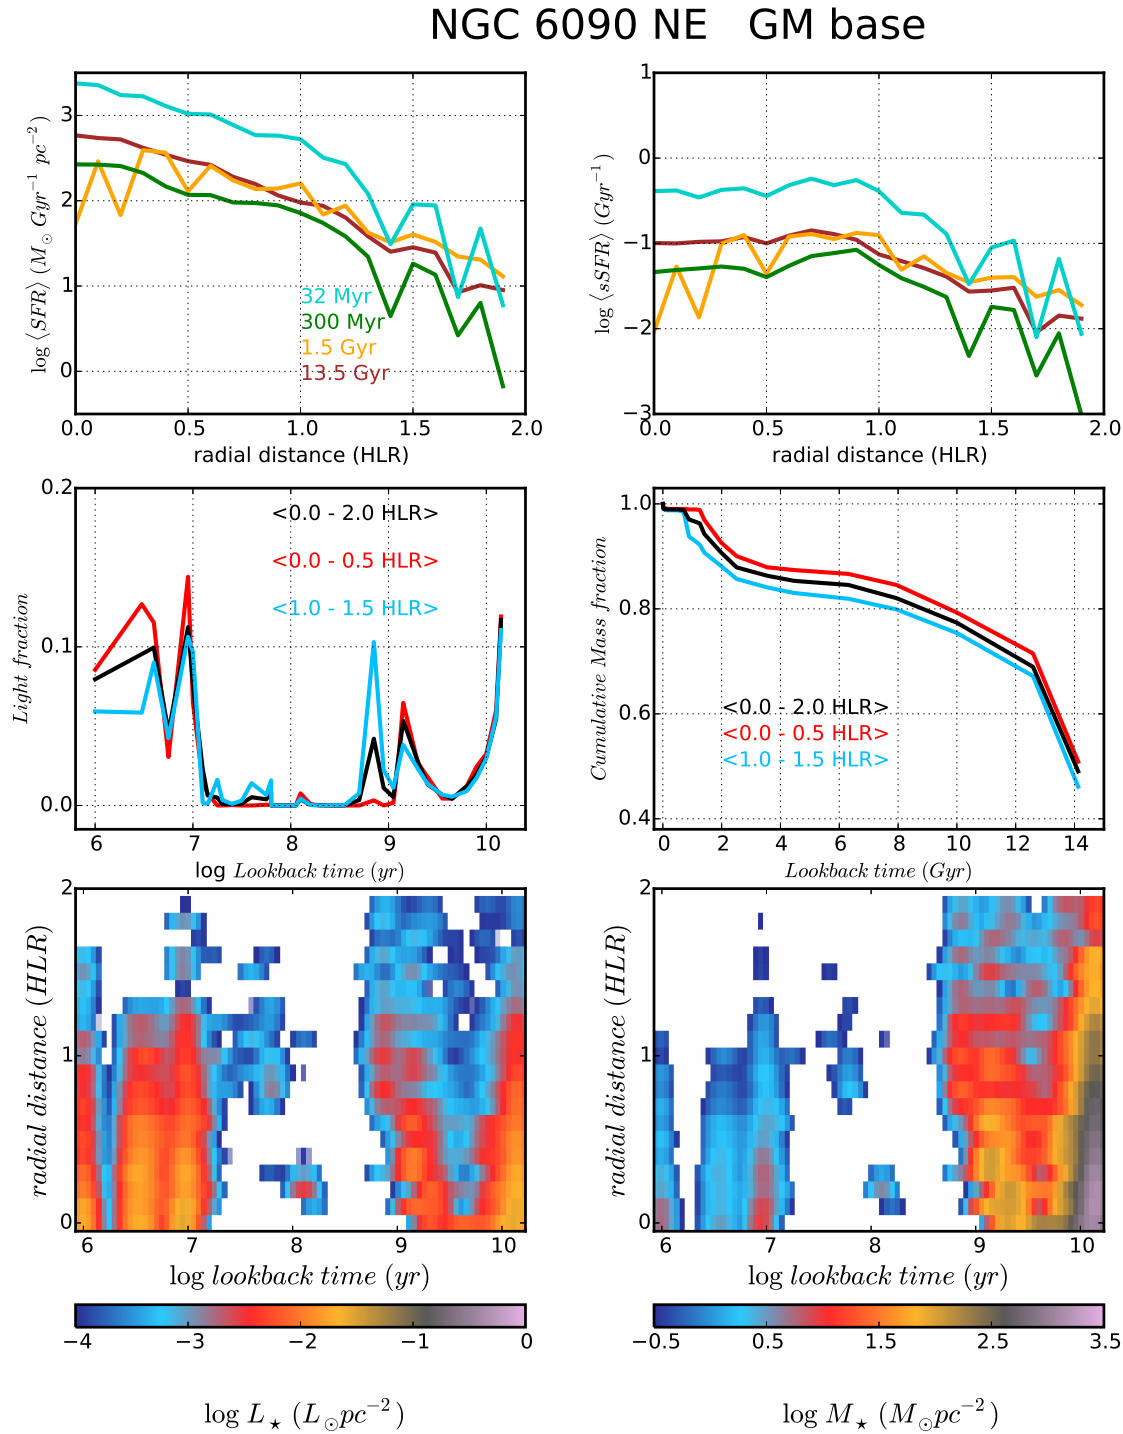 NGC 6090 NE GM base
3
2
1
0
log ⟨SFR⟩ (M⊙ Gyr⁻¹ pc⁻²)
32 Myr
300 Myr
1.5 Gyr
13.5 Gyr
0.0 0.5 1.0 1.5 2.0
radial distance (HLR)
1
0
−1
−2
−3
log ⟨sSFR⟩ (Gyr⁻¹)
0.0 0.5 1.0 1.5 2.0
radial distance (HLR)
0.2
0.1
0.0
Light fraction
<0.0 - 2.0 HLR>
<0.0 - 0.5 HLR>
<1.0 - 1.5 HLR>
6 7 8 9 10
log Lookback time (yr)
1.0
0.8
0.6
0.4
Cumulative Mass fraction
<0.0 - 2.0 HLR>
<0.0 - 0.5 HLR>
<1.0 - 1.5 HLR>
0 2 4 6 8 10 12 14
Lookback time (Gyr)
2
1
0
radial distance (HLR)
6 7 8 9 10
log lookback time (yr)
−4 −3 −2 −1 0
log L⋆ (L⊙pc⁻²)
2
1
0
radial distance (HLR)
6 7 8 9 10
log lookback time (yr)
−0.5 0.5 1.5 2.5 3.5
log M⋆ (M⊙pc⁻²)